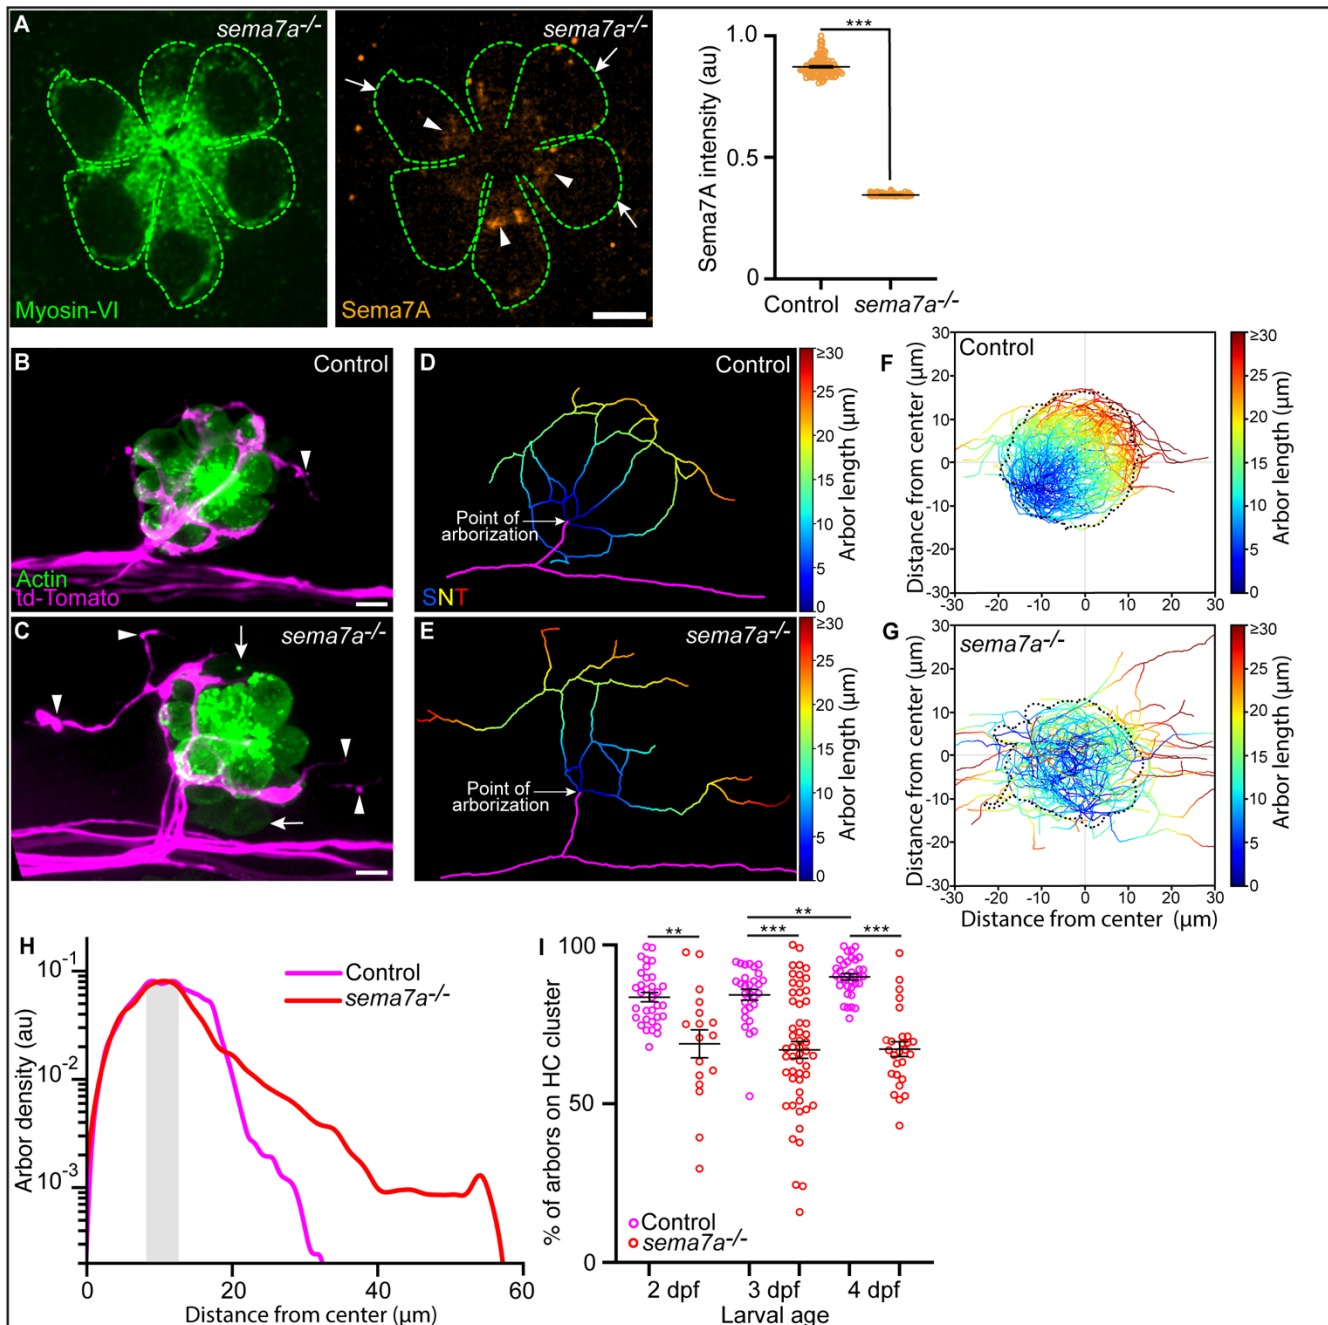 A
sema7a-/-
Myosin-VI
sema7a-/-
Sema7A
***
1.0
0.5
0
Sema7A intensity (au)
Control
sema7a-/-
B
Control
Actin
td-Tomato
C
sema7a-/-
D
Control
Point of
arborization
SNT
≥30
25
20
15
10
5
0
Arbor length (µm)
E
sema7a-/-
Point of
arborization
≥30
25
20
15
10
5
0
Arbor length (µm)
F
Control
30
20
10
0
-10
-20
-30
Distance from center (µm)
-30 -20 -10 0 10 20 30
≥30
25
20
15
10
5
0
Arbor length (µm)
G
sema7a-/-
30
20
10
0
-10
-20
-30
Distance from center (µm)
-30 -20 -10 0 10 20 30
Distance from center (µm)
≥30
25
20
15
10
5
0
Arbor length (µm)
H
Control
sema7a-/-
10-1
10-2
10-3
Arbor density (au)
0 20 40 60
Distance from center (µm)
I
**
** *** ***
100
50
0
% of arbors on HC cluster
Control
sema7a-/-
2 dpf 3 dpf 4 dpf
Larval age